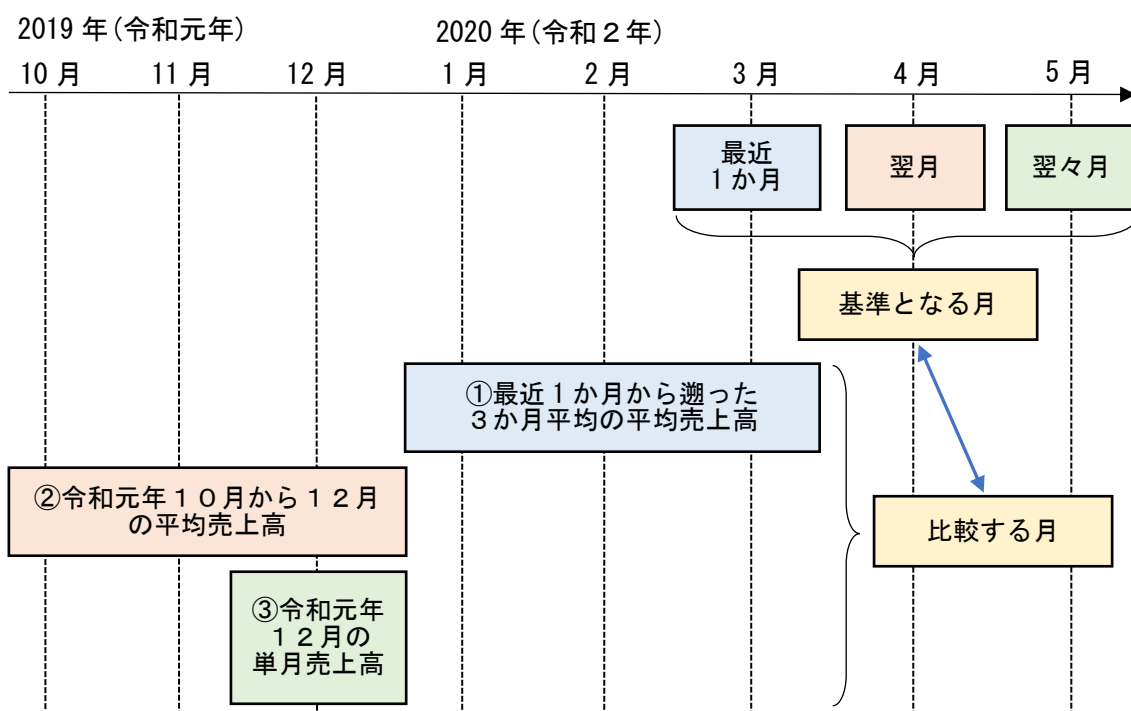 2019 年(令和元年)
2020 年(令和２年)
10 月
11 月
12 月
1 月
2 月
3 月
4 月
5 月
最近
１か月
翌月
翌々月
基準となる月
①最近１か月から遡った
３か月平均の平均売上高
②令和元年１０月から１２月
の平均売上高
比較する月
③令和元年
１２月の
単月売上高